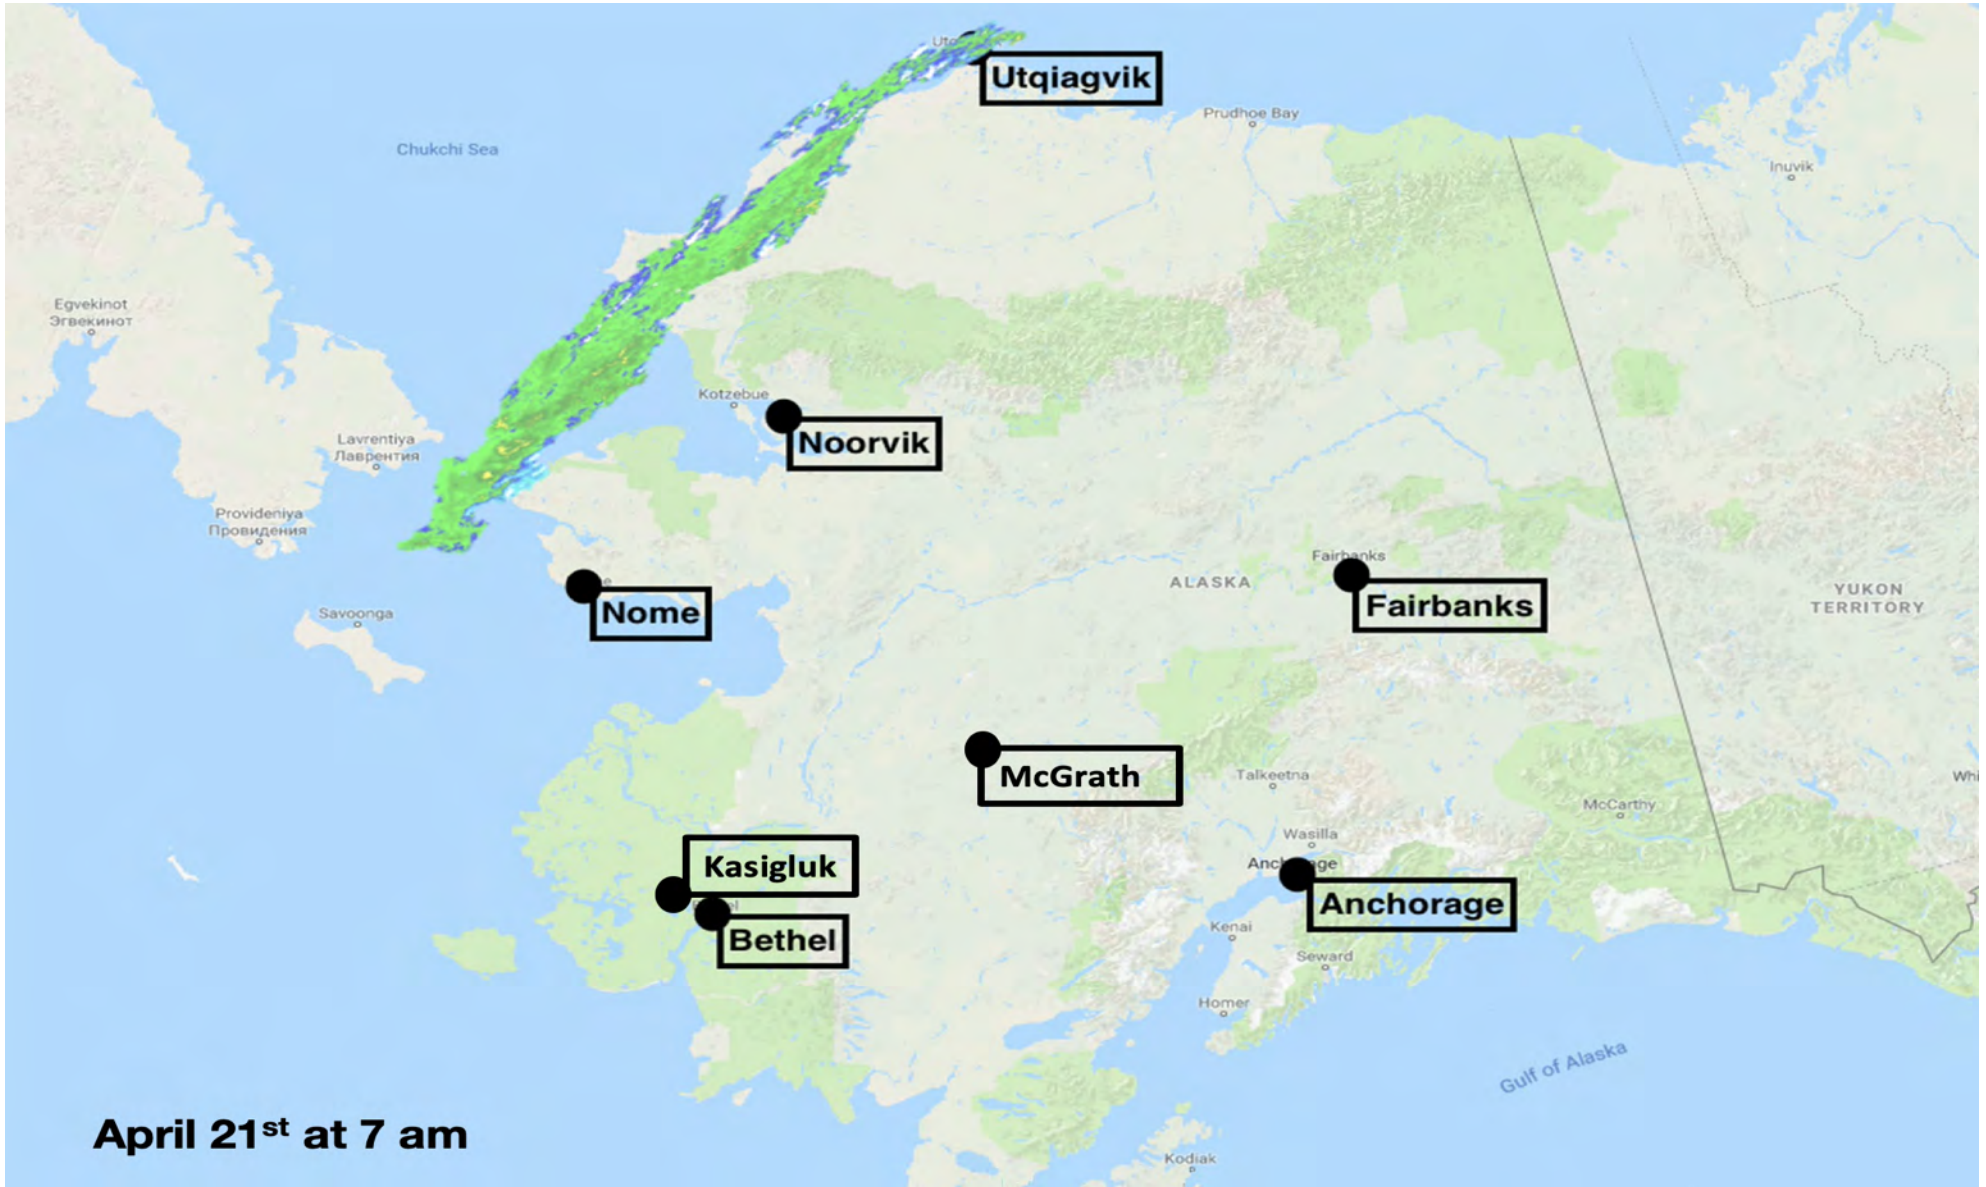 Utqiagvik
Prudhoe Bay
Chukchi Sea
Inuvik
Egvekinot
Эгвекинот
Kotzebue
Noorvik
Lavrentiya
Лаврентия
Provideniya
Провидения
Fairbanks
ALASKA
Fairbanks
YUKON
TERRITORY
Nome
Savoonga
McGrath
Talkeetna
McCarthy
Wasilla
Kasigluk
Anchorage
Bethel
Kenai
Seward
Homer
Gulf of Alaska
April 21st at 7 am
Kodiak